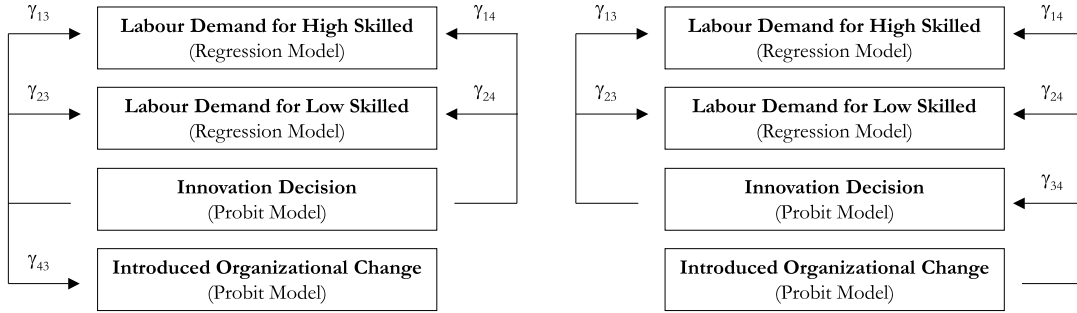 γ13
Labour Demand for High Skilled
(Regression Model)
γ14
γ23
Labour Demand for Low Skilled
(Regression Model)
γ24
Innovation Decision
(Probit Model)
γ43
Introduced Organizational Change
(Probit Model)
γ13
Labour Demand for High Skilled
(Regression Model)
γ14
γ23
Labour Demand for Low Skilled
(Regression Model)
γ24
Innovation Decision
(Probit Model)
γ34
Introduced Organizational Change
(Probit Model)